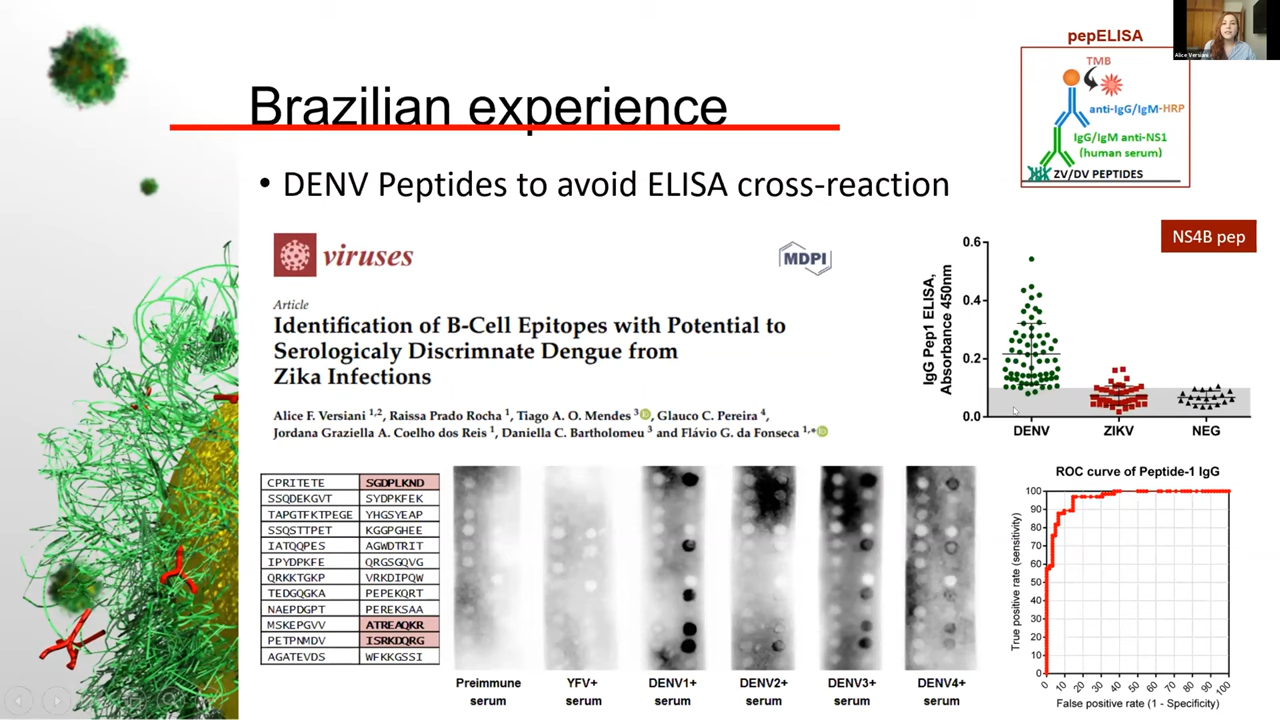 Alice Versiani
pepELISA
TMB
anti-IgG/IgM-HRP
IgG/IgM anti-NS1
(human serum)
ZV/DV PEPTIDES
Brazilian experience
• DENV Peptides to avoid ELISA cross-reaction
viruses
MDPI
Article
Identification of B-Cell Epitopes with Potential to
Serologicaly Discrimnate Dengue from
Zika Infections
Alice F. Versiani 1,2, Raissa Prado Rocha 1, Tiago A. O. Mendes 3 iD, Glauco C. Pereira 4,
Jordana Graziella A. Coelho dos Reis 1, Daniella C. Bartholomeu 3 and Flávio G. da Fonseca 1,* iD
NS4B pep
IgG Pep1 ELISA,
Absorbance 450nm
0.6
0.4
0.2
0.0
DENV ZIKV NEG
CPRITETE SGDPLKND
SSQDEKGVT SYDPKFEK
TAPGTFKTPEGE YHGSYEAP
SSQSTTPET KGGPGHEE
IATQQPES AGWDTRIT
IPYDPKFE QRGSGQVG
QRKKTGKP VRKDIPQW
TEDGQGKA PEPEKQRT
NAEPDGPT PEREKSAA
MSKEPGVV ATREAQKR
PETPNMDV ISRKDQRG
AGATEVDS WFKKGSSI
Preimmune
serum
YFV+
serum
DENV1+
serum
DENV2+
serum
DENV3+
serum
DENV4+
serum
ROC curve of Peptide-1 IgG
True positive rate (sensitivity)
100
90
80
70
60
50
40
30
20
10
0
0 10 20 30 40 50 60 70 80 90 100
False positive rate (1 - Specificity)